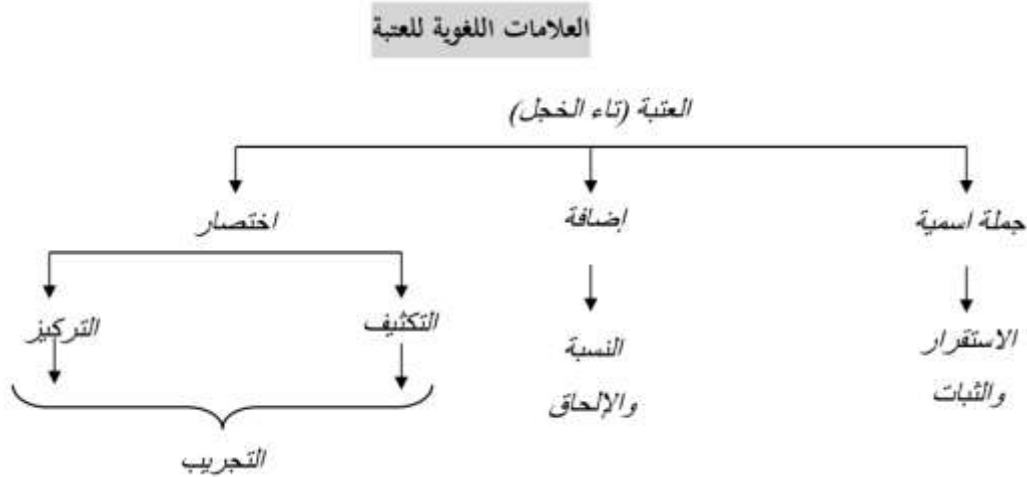 العلامات اللغوية للعتبة
العتبة (تاء الخجل)
جملة اسمية
إضافة
اختصار
الاستقرار
والثبات
النسبة
والإلحاق
التكثيف
التركيز
التجريب